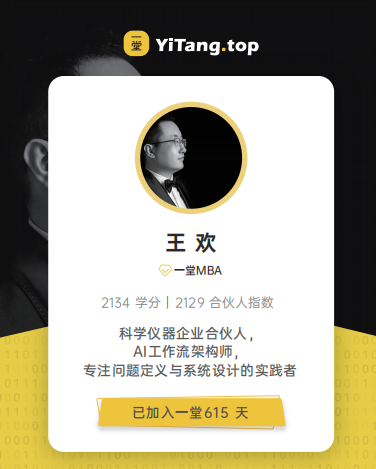 一堂 YiTang.top
王欢
一堂MBA
2134 学分 | 2129 合伙人指数
科学仪器企业合伙人，
AI工作流架构师，
专注问题定义与系统设计的实践者
已加入一堂615 天